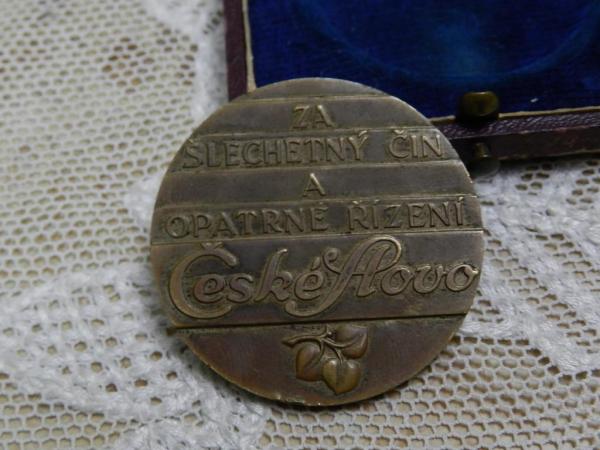 ZA
ŠLECHETNÝ ČIN
A
OPATRNÉ ŘÍZENÍ
České Slovo